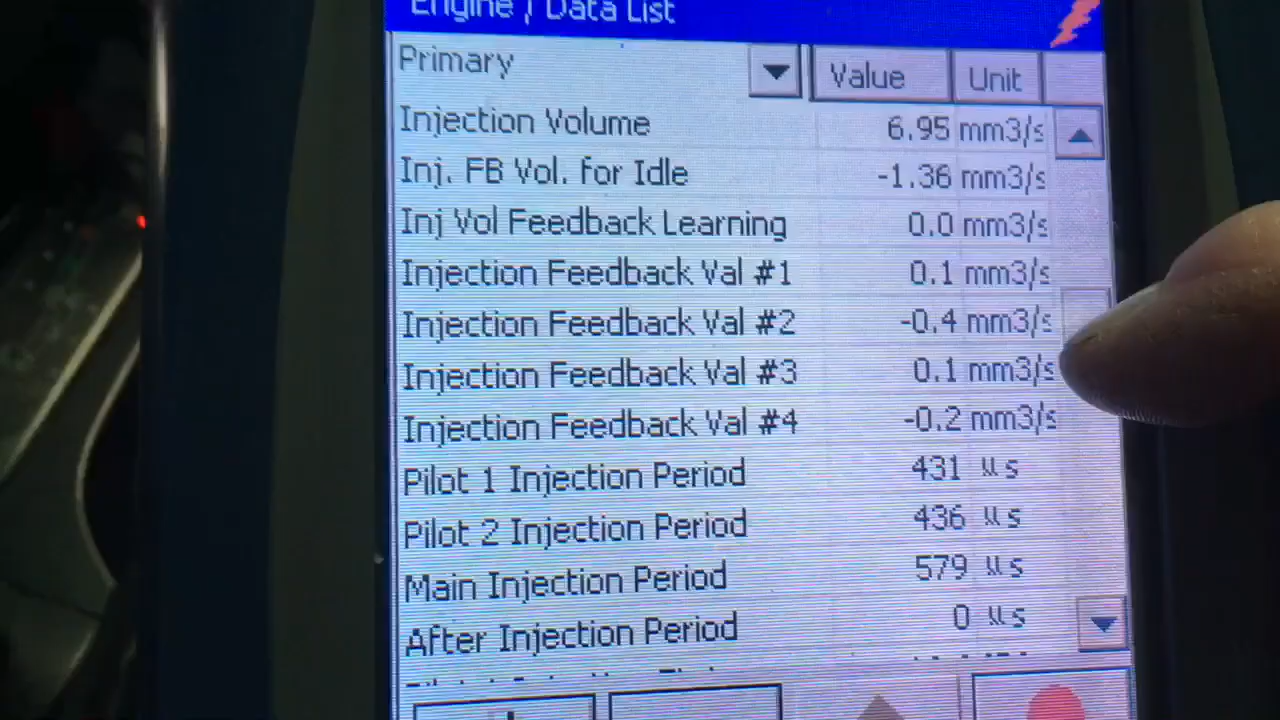 Engine / Data List
Primary Value Unit
Injection Volume 6.95 mm3/s
Inj. FB Vol. for Idle -1.36 mm3/s
Inj Vol Feedback Learning 0.0 mm3/s
Injection Feedback Val #1 0.1 mm3/s
Injection Feedback Val #2 -0.4 mm3/s
Injection Feedback Val #3 0.1 mm3/s
Injection Feedback Val #4 -0.2 mm3/s
Pilot 1 Injection Period 431 µs
Pilot 2 Injection Period 436 µs
Main Injection Period 579 µs
After Injection Period 0 µs